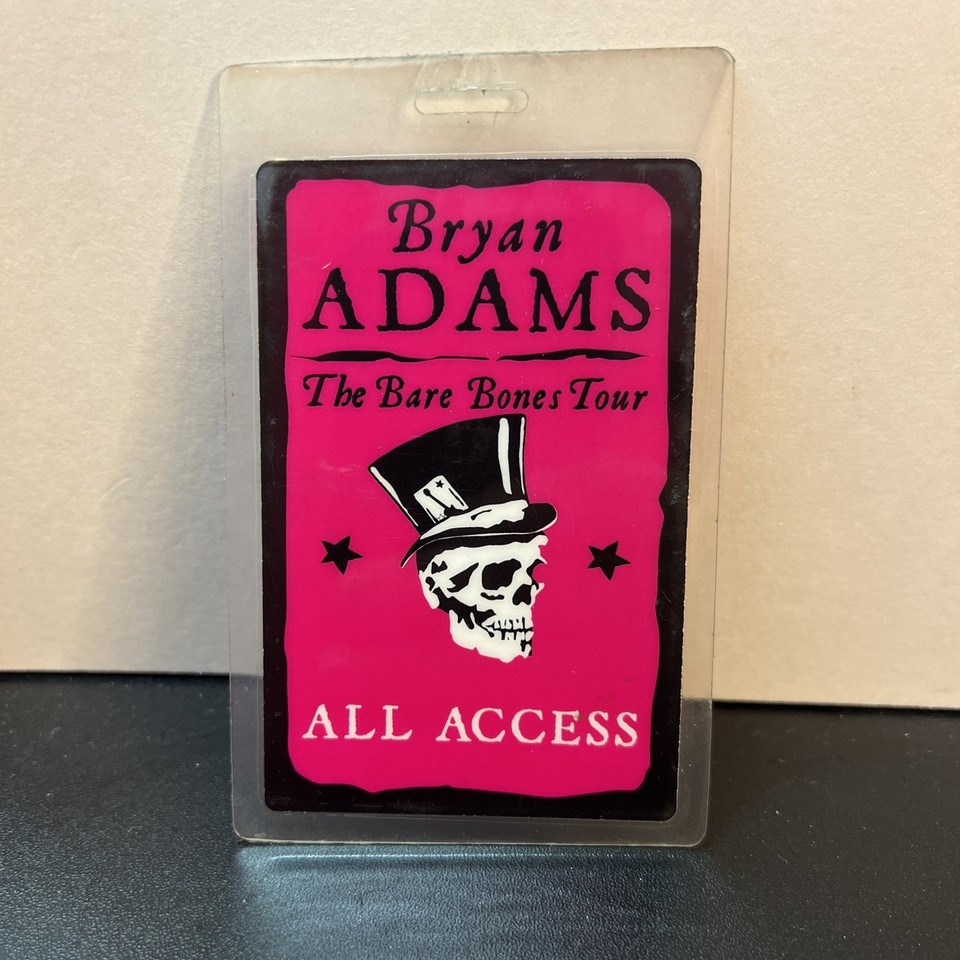 Bryan
ADAMS
The Bare Bones Tour
ALL ACCESS